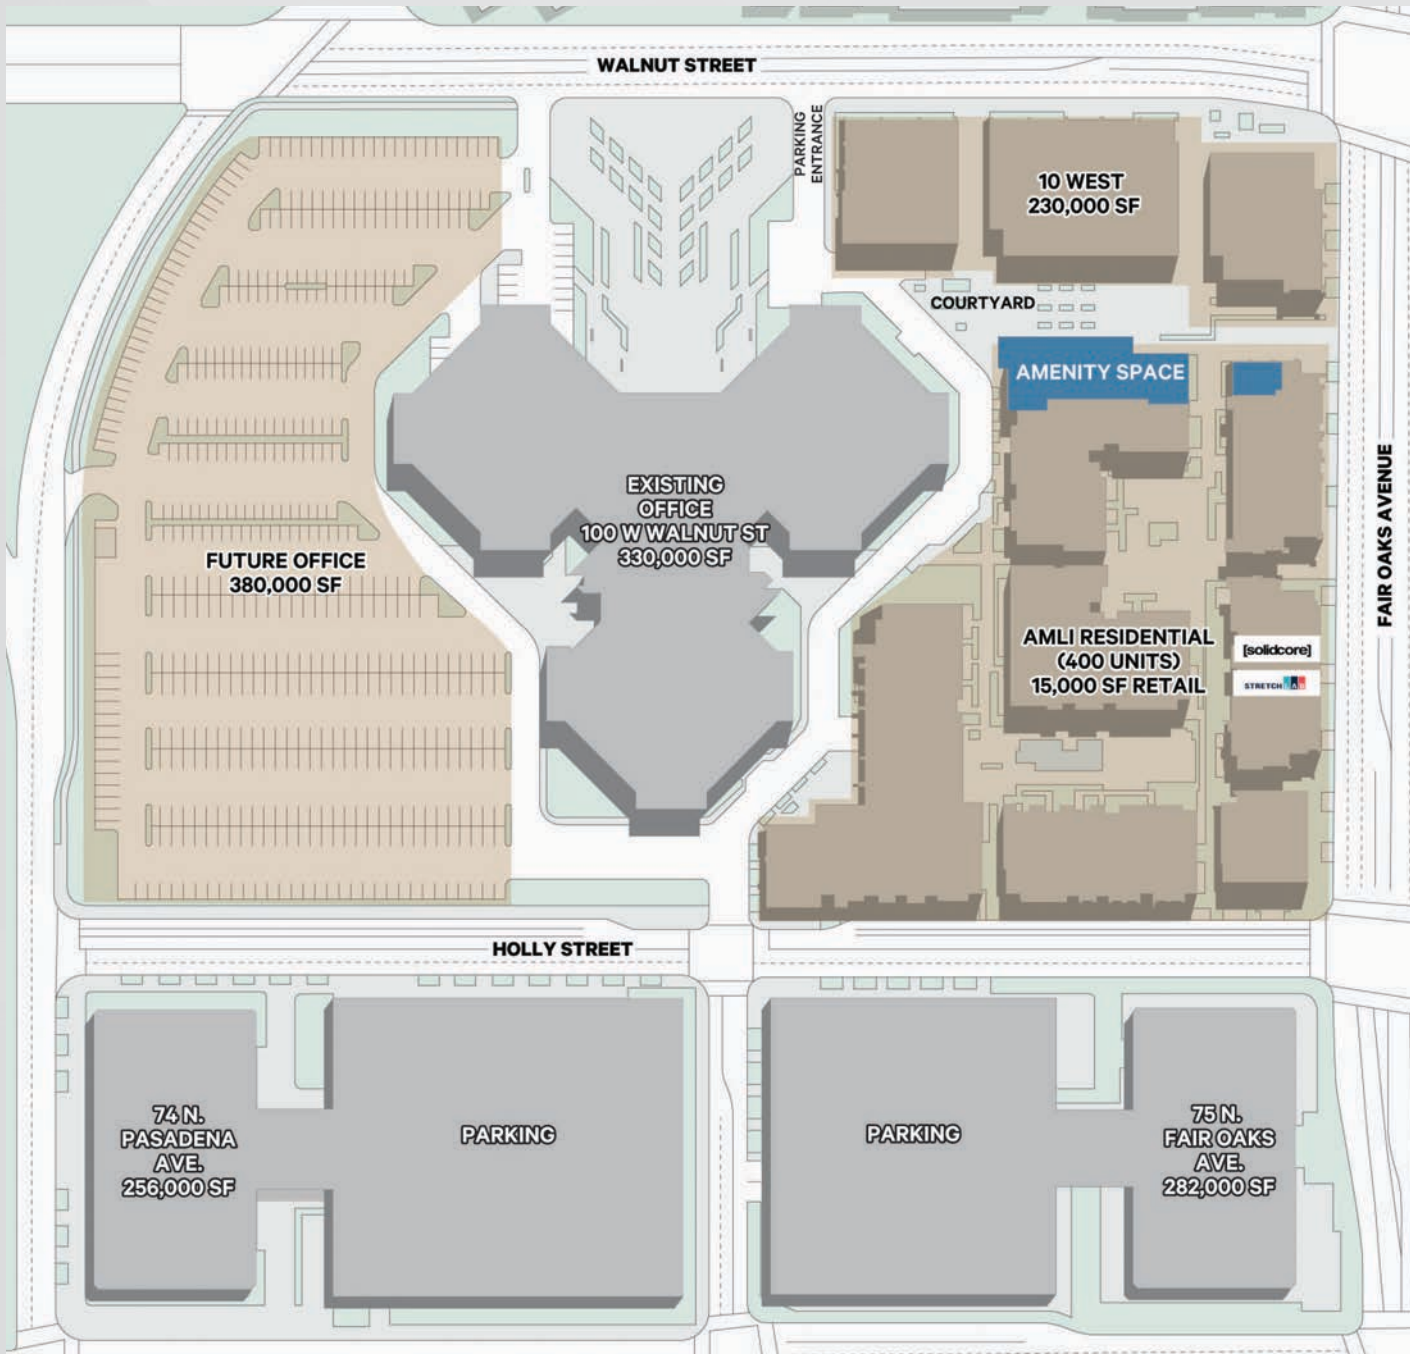 WALNUT STREET
PARKING
ENTRANCE
10 WEST
230,000 SF
COURTYARD
AMENITY SPACE
EXISTING
OFFICE
100 W WALNUT ST
330,000 SF
FUTURE OFFICE
380,000 SF
FAIR OAKS AVENUE
AMLI RESIDENTIAL
(400 UNITS)
15,000 SF RETAIL
[solidcore]
STRETCH LAB
HOLLY STREET
74 N.
PASADENA
AVE.
256,000 SF
PARKING
PARKING
75 N.
FAIR OAKS
AVE.
282,000 SF